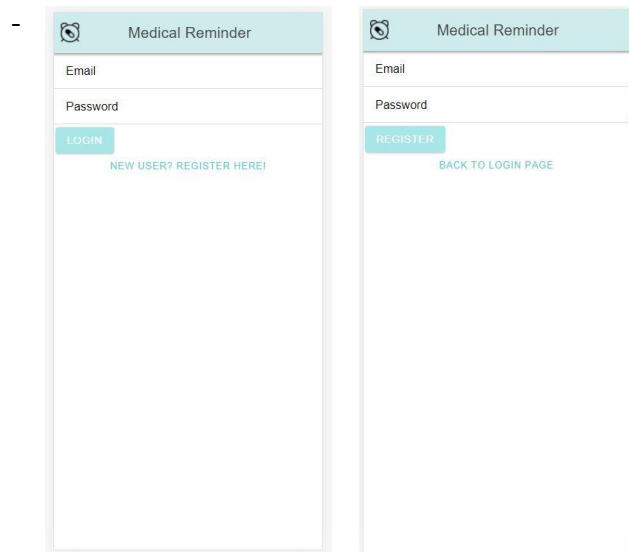 -
Medical Reminder
Email
Password
LOGIN
NEW USER? REGISTER HERE!
Medical Reminder
Email
Password
REGISTER
BACK TO LOGIN PAGE